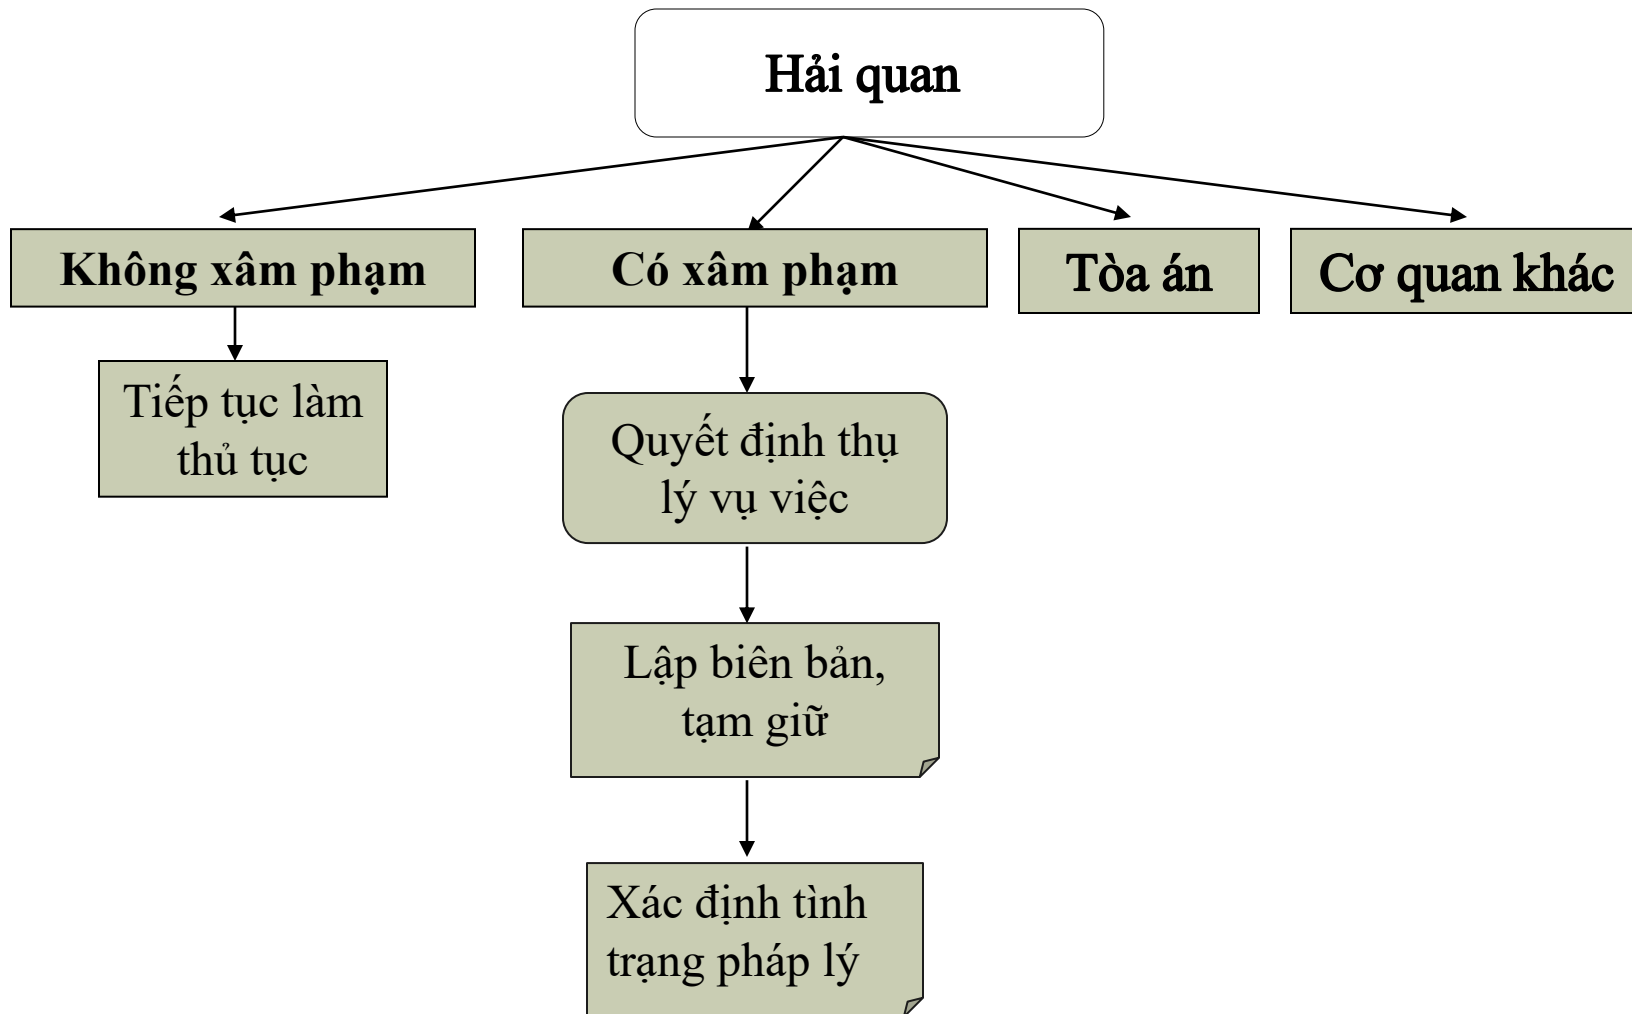 Hải quan
Không xâm phạm
Có xâm phạm
Tòa án
Cơ quan khác
Tiếp tục làm
thủ tục
Quyết định thụ
lý vụ việc
Lập biên bản,
tạm giữ
Xác định tình
trạng pháp lý